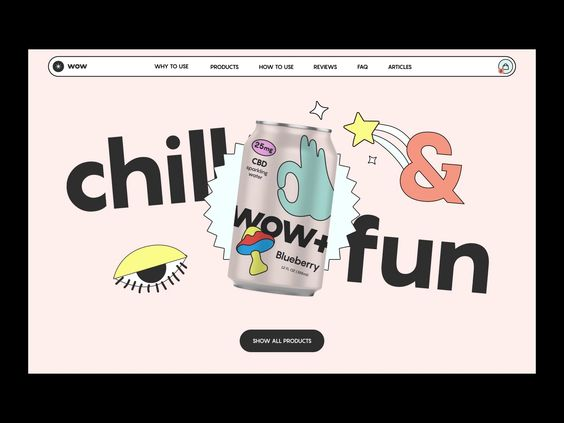 WOW
WHY TO USE
PRODUCTS
HOW TO USE
REVIEWS
FAQ
ARTICLES
chill
&
fun
25mg
CBD
sparkling
water
WOW+
Blueberry
12 FL OZ | 355ml
SHOW ALL PRODUCTS